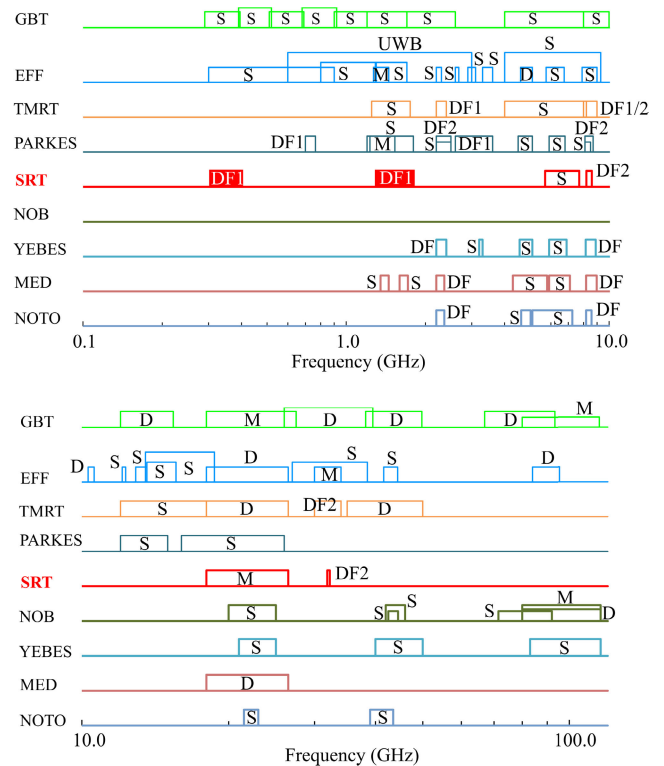 GBT S S S S S S S S S
UWB S S S
EFF S S M S S S D S S
TMRT S DF1 S DF1/2
S DF2 DF2
PARKES DF1 M S DF1 S S S
SRT DF1 DF1 S DF2
NOB
YEBES DF S S S DF
MED S S DF S S DF
NOTO DF S S DF
0.1 1.0 10.0
Frequency (GHz)
GBT D M D D D M
D S S S S D S M S D
EFF
TMRT S D DF2 D
PARKES S S
SRT M DF2
NOB S S S S M D
YEBES S S S
MED D
NOTO S S
10.0 100.0
Frequency (GHz)